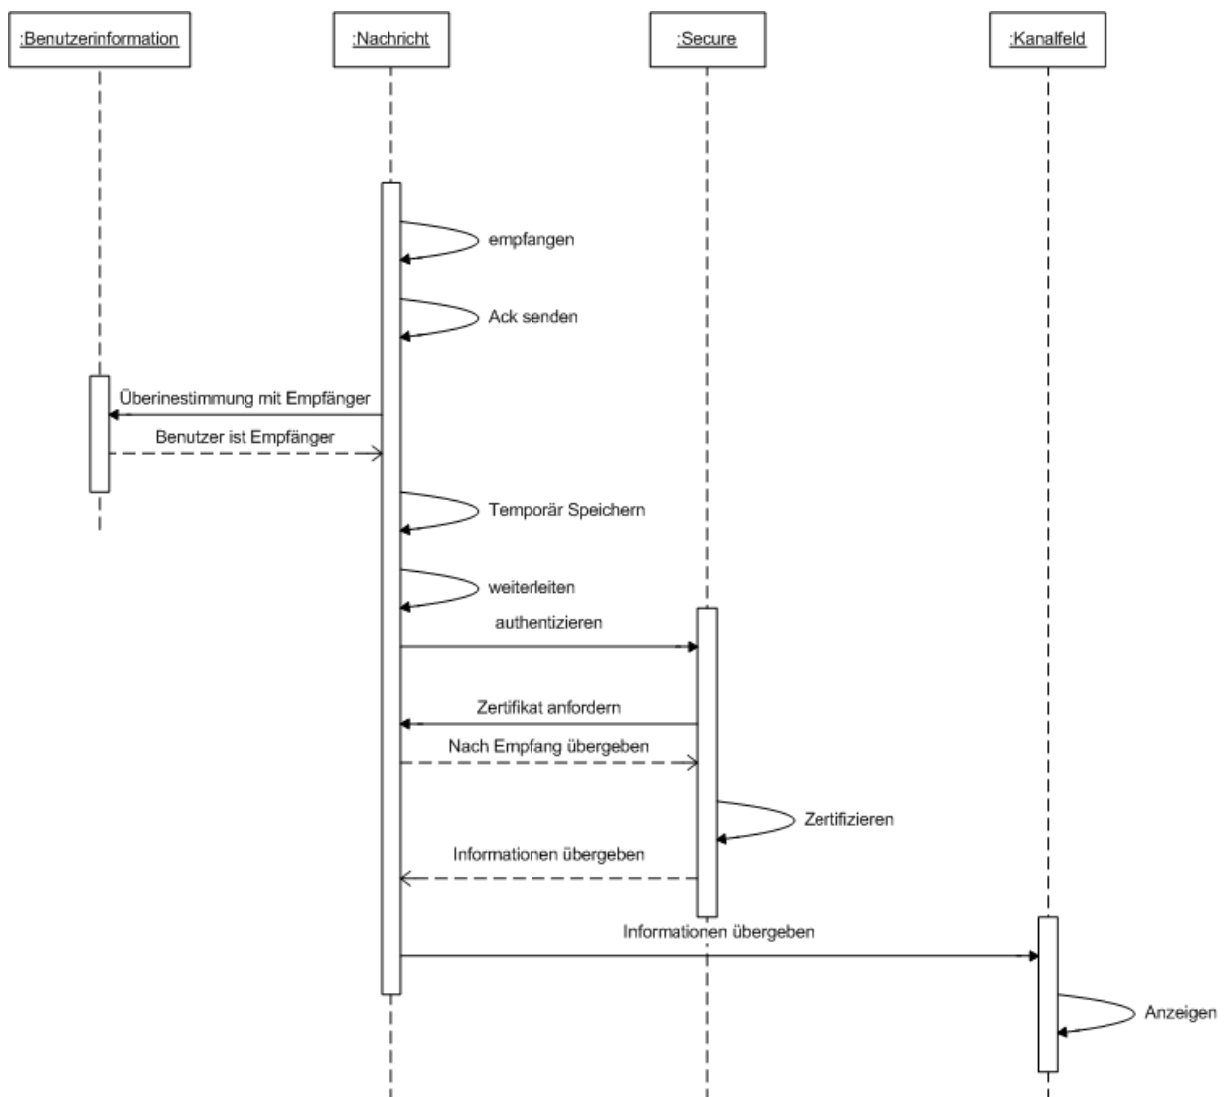 :Benutzerinformation
:Nachricht
:Secure
:Kanalfeld
empfangen
Ack senden
Überinestimmung mit Empfänger
Benutzer ist Empfänger
Temporär Speichern
weiterleiten
authentizieren
Zertifikat anfordern
Nach Empfang übergeben
Zertifizieren
Informationen übergeben
Informationen übergeben
Anzeigen